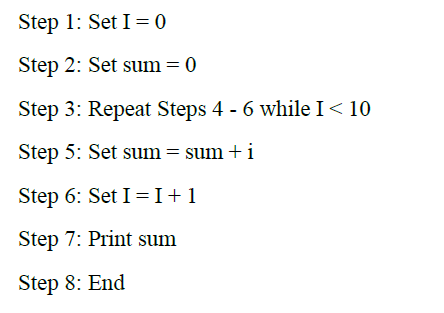 Step 1: Set I = 0
Step 2: Set sum = 0
Step 3: Repeat Steps 4 - 6 while I < 10
Step 5: Set sum = sum + i
Step 6: Set I = I + 1
Step 7: Print sum
Step 8: End